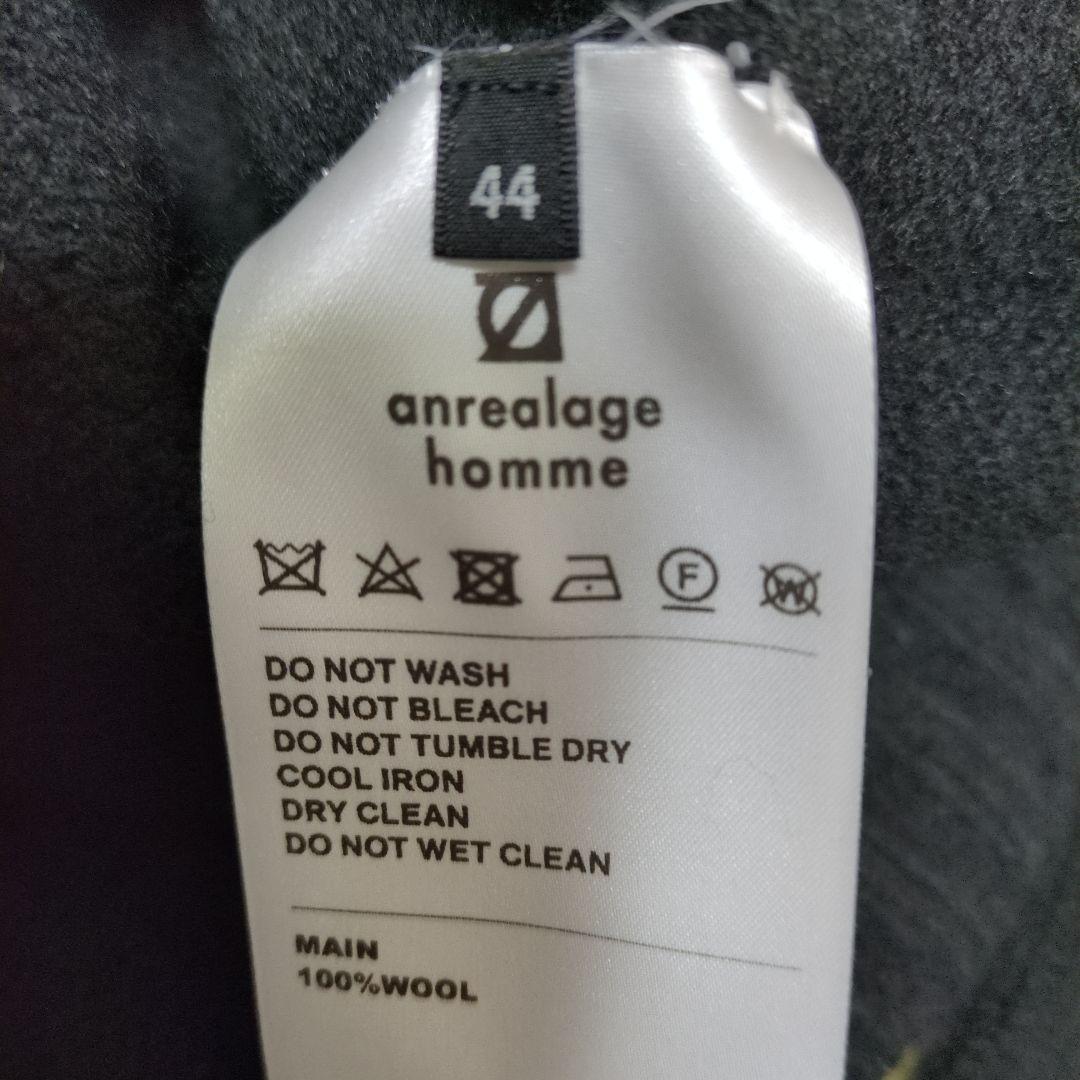 44
anrealage
homme
F W
DO NOT WASH
DO NOT BLEACH
DO NOT TUMBLE DRY
COOL IRON
DRY CLEAN
DO NOT WET CLEAN
MAIN
100%WOOL